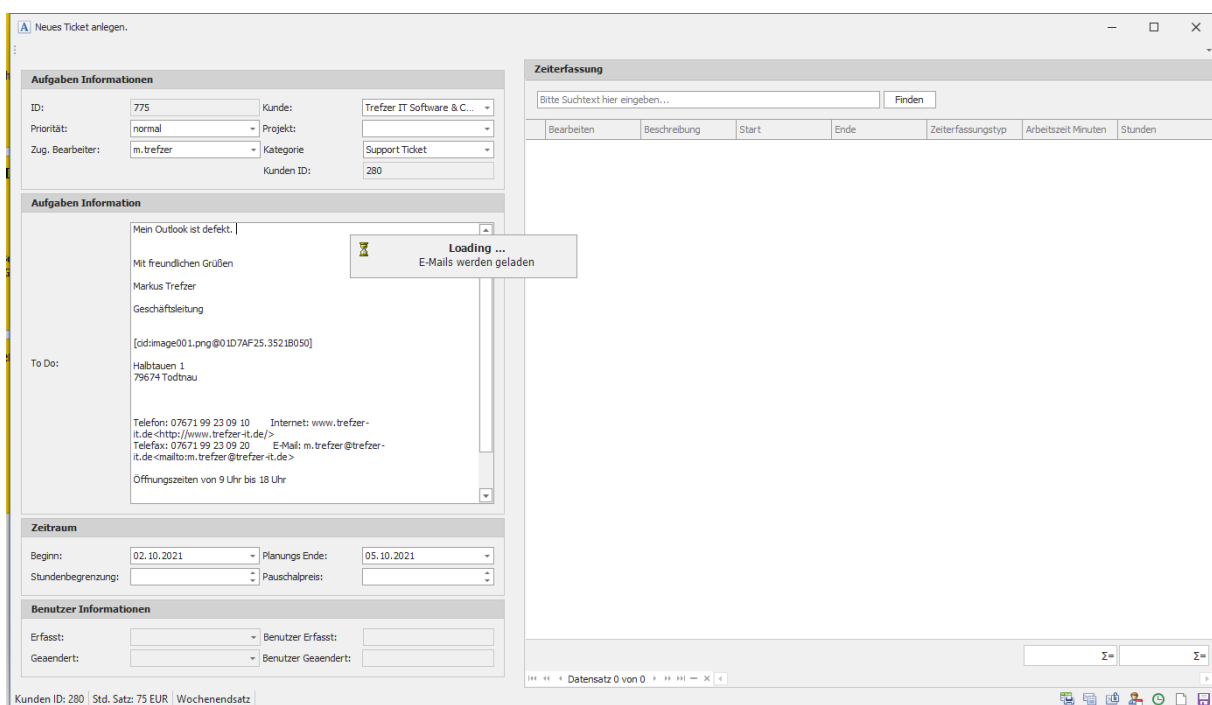 Neues Ticket anlegen.
Aufgaben Informationen
ID: 775 Kunde: Trefzer IT Software & C...
Priorität: normal Projekt:
Zug. Bearbeiter: m.trefzer Kategorie Support Ticket
Kunden ID: 280
Aufgaben Information
To Do:
Mein Outlook ist defekt.
Mit freundlichen Grüßen
Markus Trefzer
Geschäftsleitung
[cid:image001.png@01D7AF25.3521B050]
Halbtauen 1
79674 Todtnau
Telefon: 07671 99 23 09 10 Internet: www.trefzer-
it.de<http://www.trefzer-it.de/>
Telefax: 07671 99 23 09 20 E-Mail: m.trefzer@trefzer-
it.de<mailto:m.trefzer@trefzer-it.de>
Öffnungszeiten von 9 Uhr bis 18 Uhr
Loading ...
E-Mails werden geladen
Zeitraum
Beginn: 02.10.2021 Planungs Ende: 05.10.2021
Stundenbegrenzung: Pauschalpreis:
Benutzer Informationen
Erfasst: Benutzer Erfasst:
Geaendert: Benutzer Geaendert:
Zeiterfassung
Bitte Suchtext hier eingeben... Finden
Bearbeiten Beschreibung Start Ende Zeiterfassungstyp Arbeitszeit Minuten Stunden
Σ= Σ=
Datensatz 0 von 0
Kunden ID: 280 Std. Satz: 75 EUR Wochenendsatz